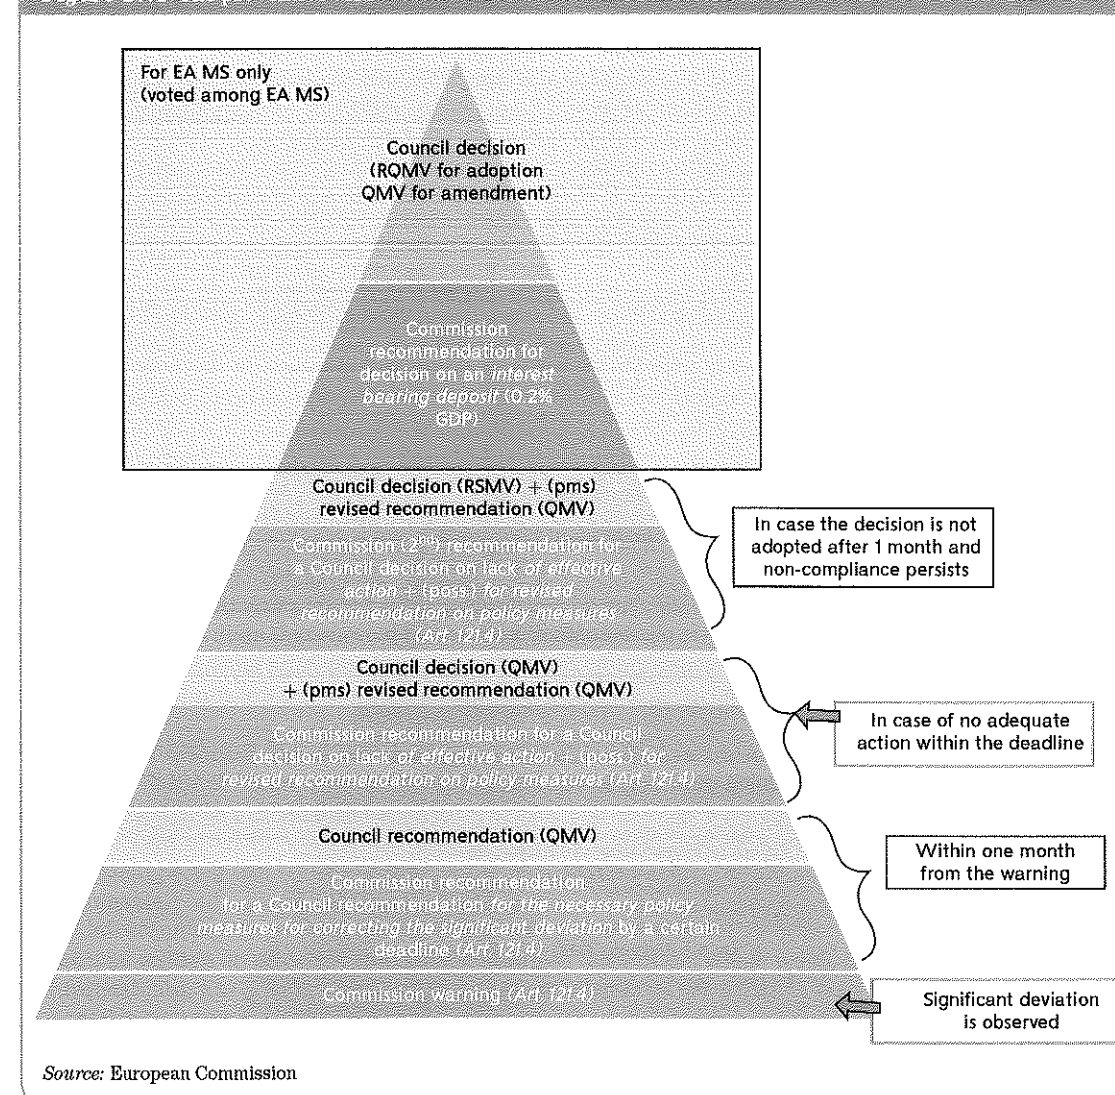 For EA MS only
(voted among EA MS)
Council decision
(RQMV for adoption
QMV for amendment)
Commission
recommendation for
decision on an interest
bearing deposit (0.2%
GDP)
Council decision (RSMV) + (pms)
revised recommendation (QMV)
In case the decision is not
adopted after 1 month and
non-compliance persists
Commission (2nd) recommendation for
a Council decision on lack of effective
action + (poss) for revised
recommendation on policy measures
(Art. 121.4)
Council decision (QMV)
+ (pms) revised recommendation (QMV)
In case of no adequate
action within the deadline
Commission recommendation for a Council
decision on lack of effective action + (poss) for
revised recommendation on policy measures (Art. 121.4)
Council recommendation (QMV)
Within one month
from the warning
Commission recommendation
for a Council recommendation for the necessary policy
measures for correcting the significant deviation by a certain
deadline (Art. 121.4)
Commission warning (Art. 121.4)
Significant deviation
is observed
Source: European Commission